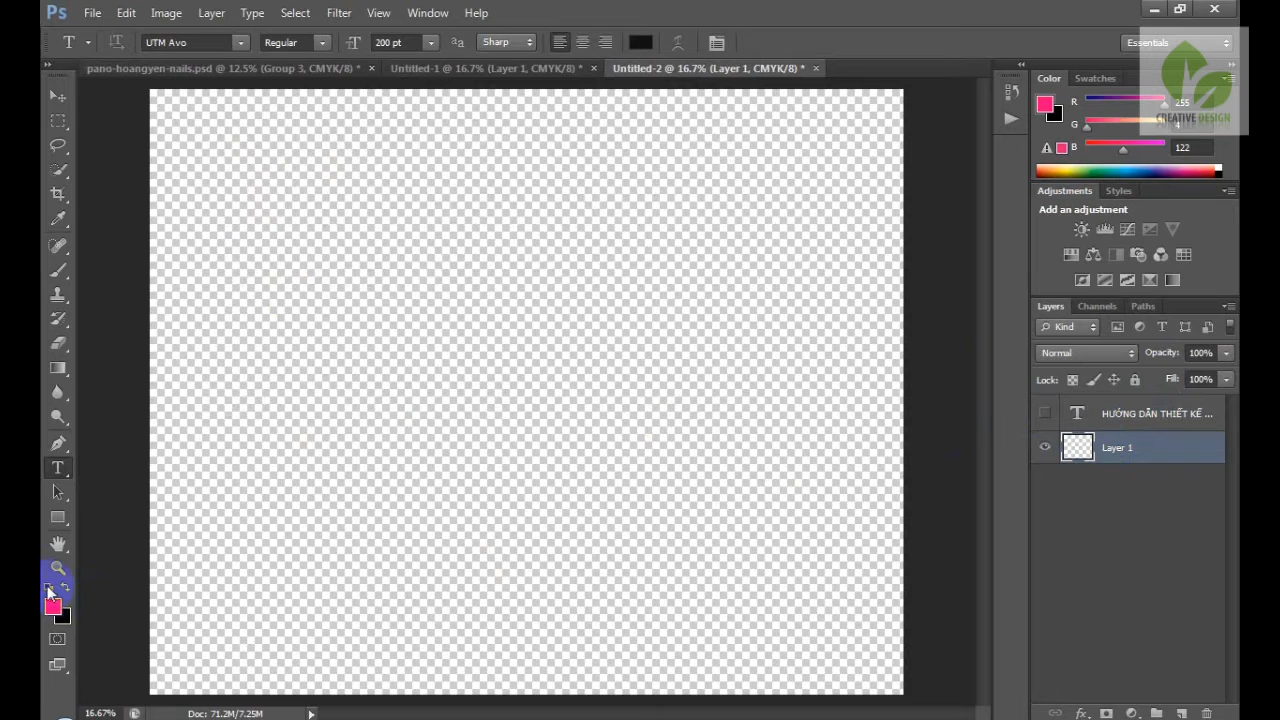 Ps File Edit Image Layer Type Select Filter View Window Help
T UTM Avo Regular 200 pt Sharp Essentials
pano-hoangyen-nails.psd @ 12.5% (Group 3, CMYK/8) * × Untitled-1 @ 16.7% (Layer 1, CMYK/8) * × Untitled-2 @ 16.7% (Layer 1, CMYK/8) * ×
Color Swatches
R 255
G 4
B 122
CREATIVE DESIGN
Adjustments Styles
Add an adjustment
Layers Channels Paths
Kind
Normal Opacity: 100%
Lock: Fill: 100%
T HƯỚNG DẪN THIẾT KẾ ...
Layer 1
16.67% Doc: 71.2M/7.25M